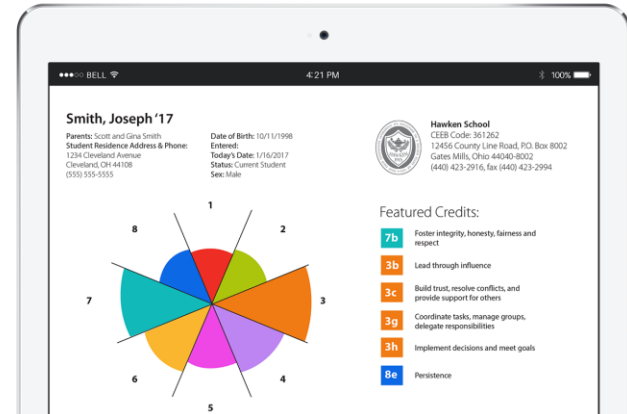 BELL
4:21 PM
100%
Smith, Joseph '17
Parents: Scott and Gina Smith
Student Residence Address & Phone:
1234 Cleveland Avenue
Cleveland, OH 44108
(555) 555-5555
Date of Birth: 10/11/1998
Entered:
Today's Date: 1/16/2017
Status: Current Student
Sex: Male
Hawken School
CEEB Code: 361262
12456 County Line Road, P.O. Box 8002
Gates Mills, Ohio 44040-8002
(440) 423-2916, fax (440) 423-2994
1
2
3
4
5
6
7
8
Featured Credits:
7b Foster integrity, honesty, fairness and
respect
3b Lead through influence
3c Build trust, resolve conflicts, and
provide support for others
3g Coordinate tasks, manage groups,
delegate responsibilities
3h Implement decisions and meet goals
8e Persistence